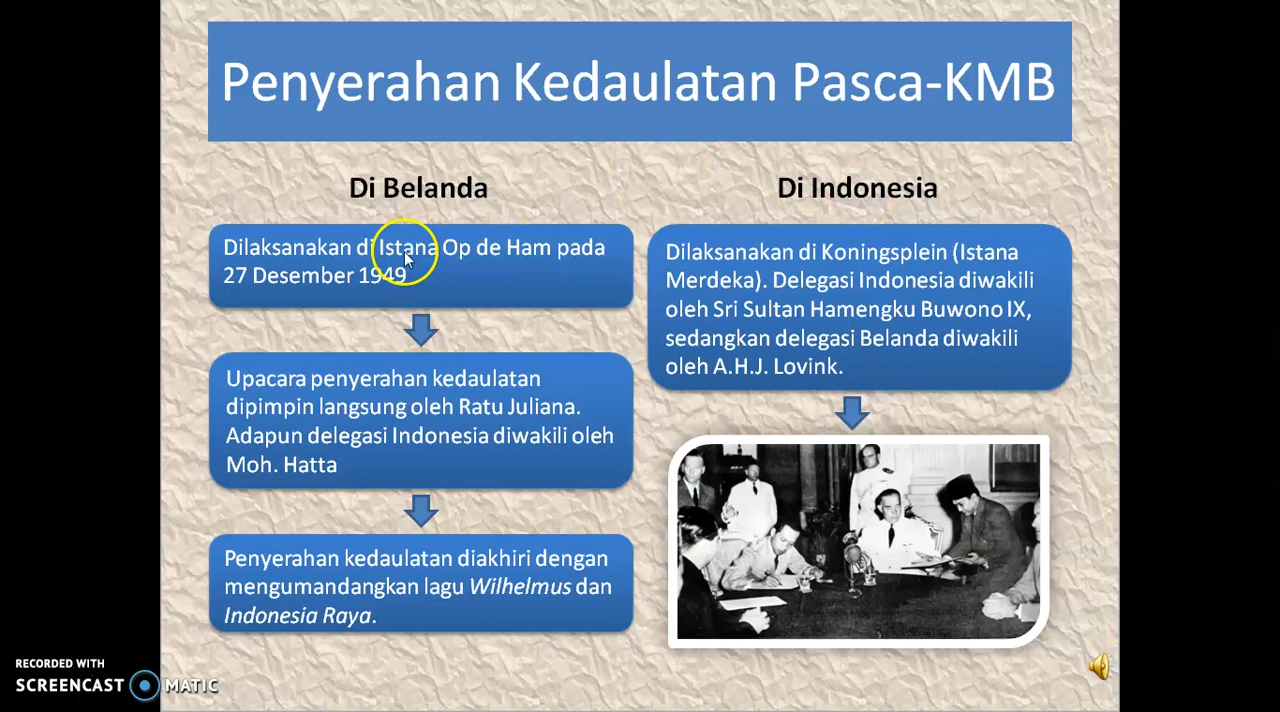 Penyerahan Kedaulatan Pasca-KMB
Di Belanda
Dilaksanakan di Istana Op de Ham pada
27 Desember 1949
Upacara penyerahan kedaulatan
dipimpin langsung oleh Ratu Juliana.
Adapun delegasi Indonesia diwakili oleh
Moh. Hatta
Penyerahan kedaulatan diakhiri dengan
mengumandangkan lagu Wilhelmus dan
Indonesia Raya.
Di Indonesia
Dilaksanakan di Koningsplein (Istana
Merdeka). Delegasi Indonesia diwakili
oleh Sri Sultan Hamengku Buwono IX,
sedangkan delegasi Belanda diwakili
oleh A.H.J. Lovink.
RECORDED WITH
SCREENCAST MATIC